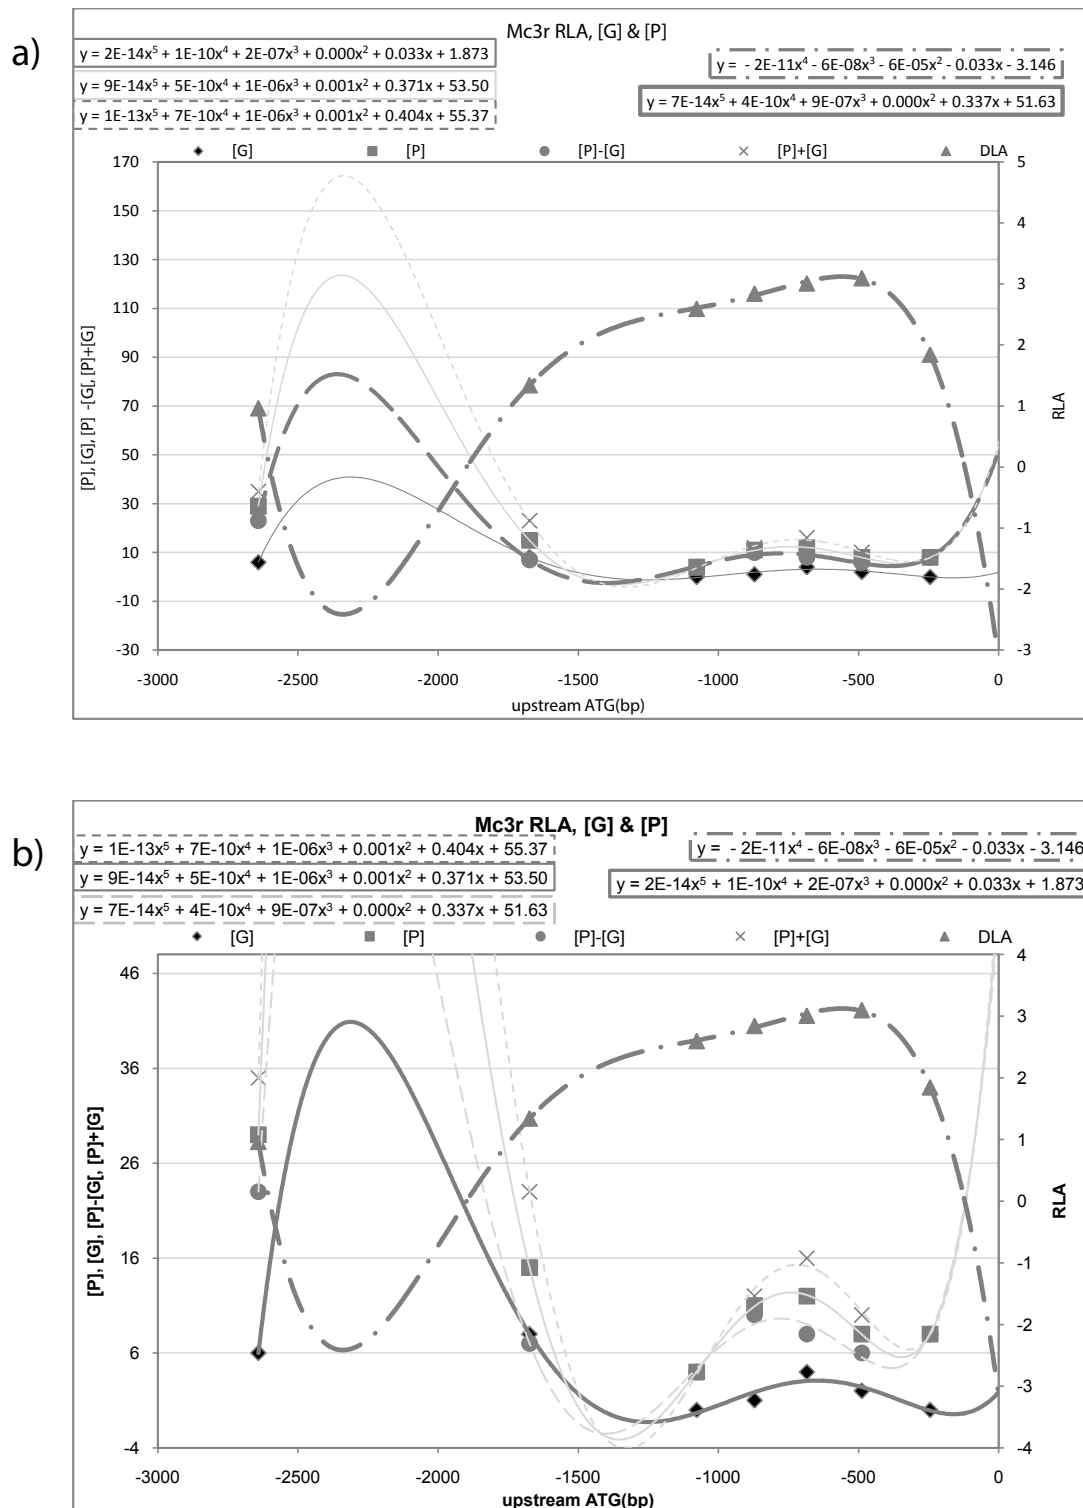 a)
Mc3r RLA, [G] & [P]
y = 2E-14x⁵ + 1E-10x⁴ + 2E-07x³ + 0.000x² + 0.033x + 1.873
y = - 2E-11x⁴ - 6E-08x³ - 6E-05x² - 0.033x - 3.146
y = 9E-14x⁵ + 5E-10x⁴ + 1E-06x³ + 0.001x² + 0.371x + 53.50
y = 7E-14x⁵ + 4E-10x⁴ + 9E-07x³ + 0.000x² + 0.337x + 51.63
y = 1E-13x⁵ + 7E-10x⁴ + 1E-06x³ + 0.001x² + 0.404x + 55.37
[G] [P] [P]-[G] [P]+[G] DLA
170 5
150 4
130
110 3
90 2
70 1
50 0
30 -1
10
-10 -2
-30 -3
[P], [G], [P] -[G[, [P]+[G]
RLA
-3000 -2500 -2000 -1500 -1000 -500 0
upstream ATG(bp)
b)
Mc3r RLA, [G] & [P]
y = 1E-13x⁵ + 7E-10x⁴ + 1E-06x³ + 0.001x² + 0.404x + 55.37
y = - 2E-11x⁴ - 6E-08x³ - 6E-05x² - 0.033x - 3.146
y = 9E-14x⁵ + 5E-10x⁴ + 1E-06x³ + 0.001x² + 0.371x + 53.50
y = 2E-14x⁵ + 1E-10x⁴ + 2E-07x³ + 0.000x² + 0.033x + 1.873
y = 7E-14x⁵ + 4E-10x⁴ + 9E-07x³ + 0.000x² + 0.337x + 51.63
[G] [P] [P]-[G] [P]+[G] DLA
46 4
3
36 2
26 1
0
16 -1
6 -2
-3
-4 -4
[P], [G], [P]-[G[, [P]+[G]
RLA
-3000 -2500 -2000 -1500 -1000 -500 0
upstream ATG(bp)